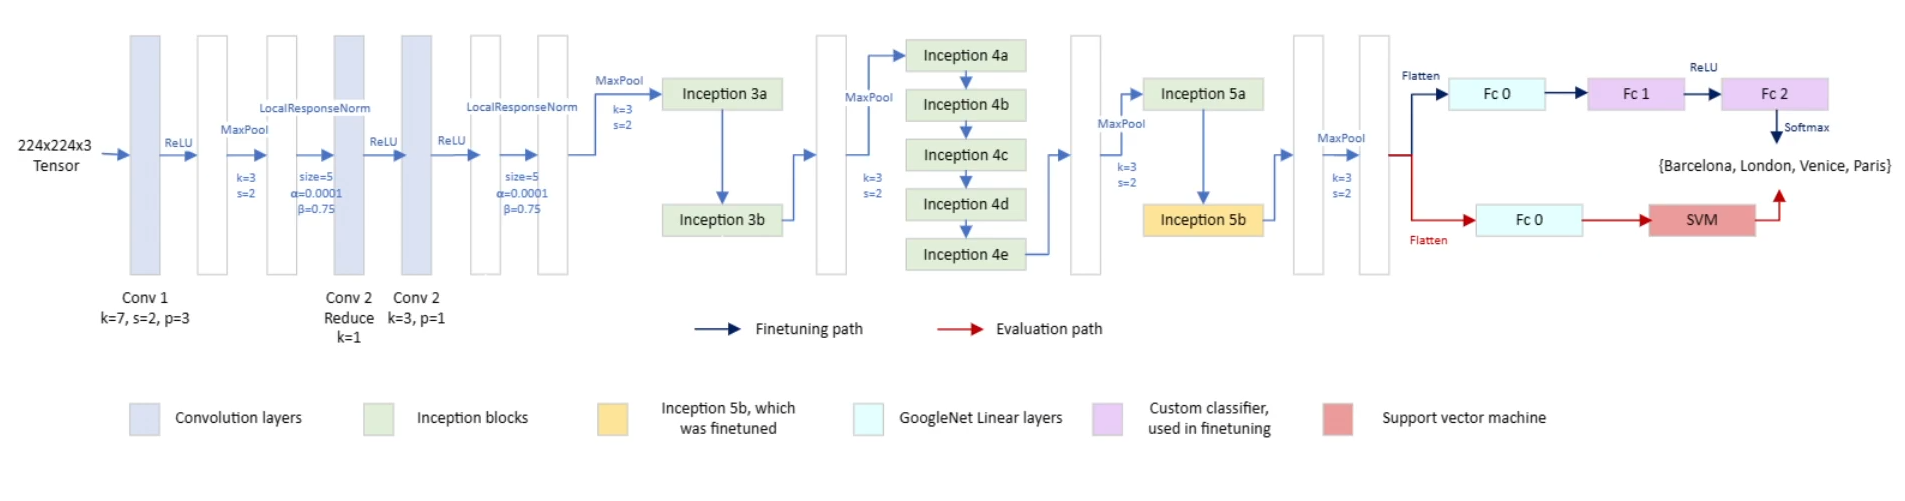 224x224x3
Tensor
Conv 1
k=7, s=2, p=3
ReLU
MaxPool
k=3
s=2
LocalResponseNorm
size=5
α=0.0001
β=0.75
Conv 2
Reduce
k=1
ReLU
Conv 2
k=3, p=1
ReLU
LocalResponseNorm
size=5
α=0.0001
β=0.75
MaxPool
k=3
s=2
Inception 3a
Inception 3b
MaxPool
k=3
s=2
Inception 4a
Inception 4b
Inception 4c
Inception 4d
Inception 4e
MaxPool
k=3
s=2
Inception 5a
Inception 5b
MaxPool
k=3
s=2
Flatten
Fc 0
Fc 1
ReLU
Fc 2
Softmax
{Barcelona, London, Venice, Paris}
Flatten
Fc 0
SVM
Finetuning path
Evaluation path
Convolution layers
Inception blocks
Inception 5b, which
was finetuned
GoogleNet Linear layers
Custom classifier,
used in finetuning
Support vector machine